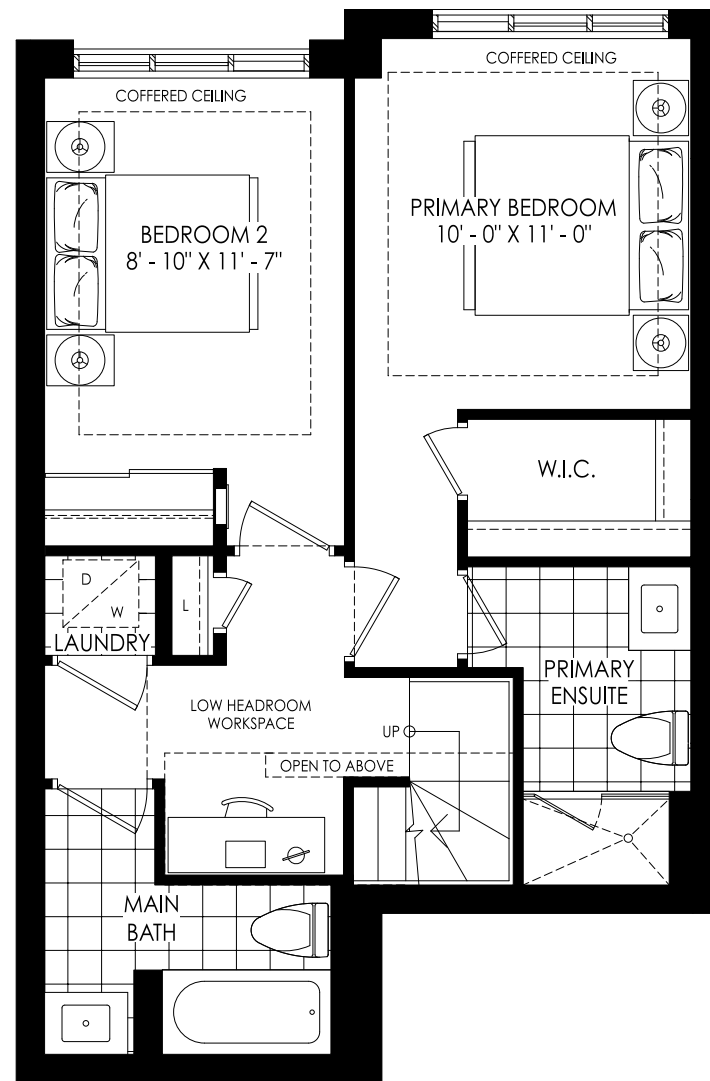 COFFERED CEILING
COFFERED CEILING
BEDROOM 2
8' - 10" X 11' - 7"
PRIMARY BEDROOM
10' - 0" X 11' - 0"
W.I.C.
D
W
LAUNDRY
L
PRIMARY
ENSUITE
LOW HEADROOM
WORKSPACE
UP
OPEN TO ABOVE
MAIN
BATH